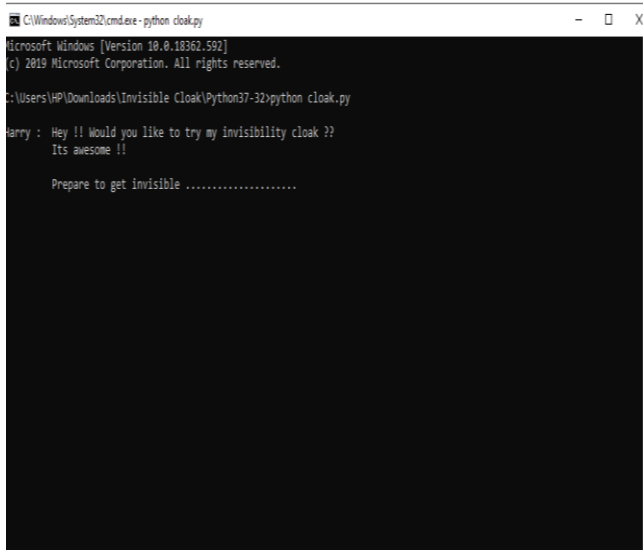 C:\Windows\System32\cmd.exe - python cloak.py
Microsoft Windows [Version 10.0.18362.592]
(c) 2019 Microsoft Corporation. All rights reserved.
C:\Users\HP\Downloads\Invisible Cloak\Python37-32>python cloak.py
Harry : Hey !! Would you like to try my invisibility cloak ??
Its awesome !!
Prepare to get invisible .....................